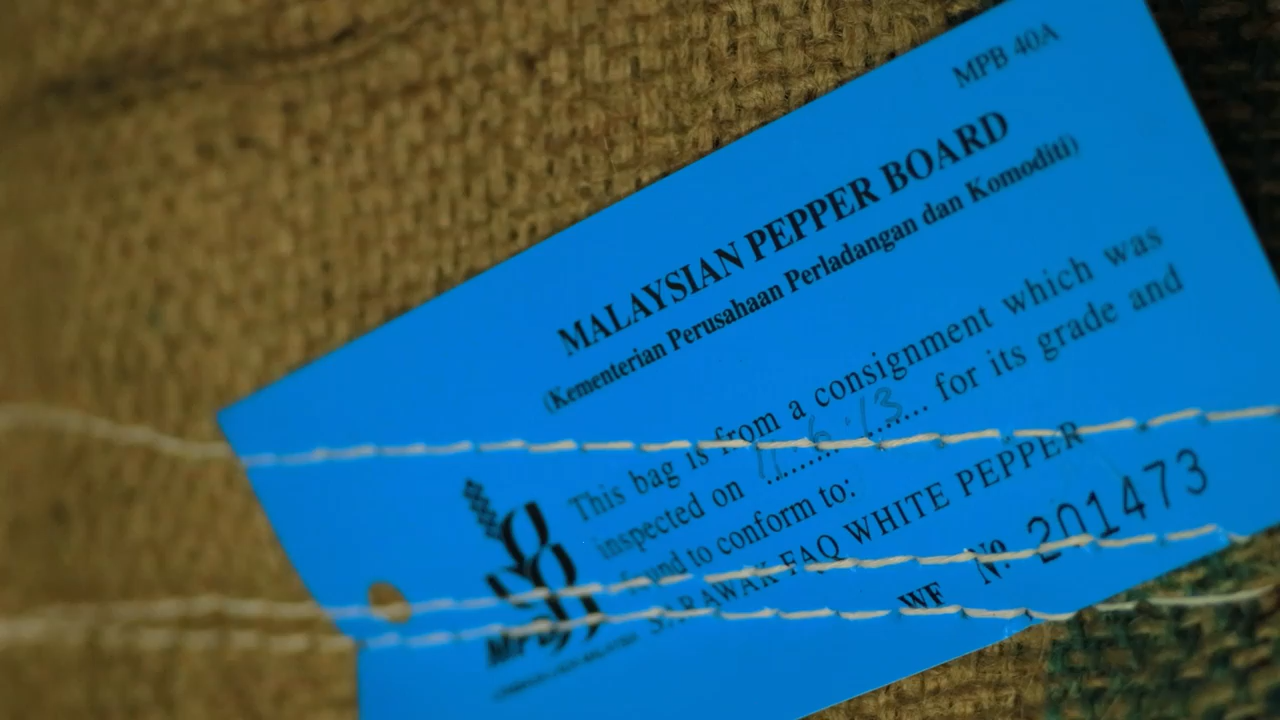 MPB 40A
MALAYSIAN PEPPER BOARD
(Kementerian Perusahaan Perladangan dan Komoditi)
This bag is from a consignment which was
inspected on 11.6.13 for its grade and
found to conform to:
SARAWAK FAQ WHITE PEPPER
WF No. 201473